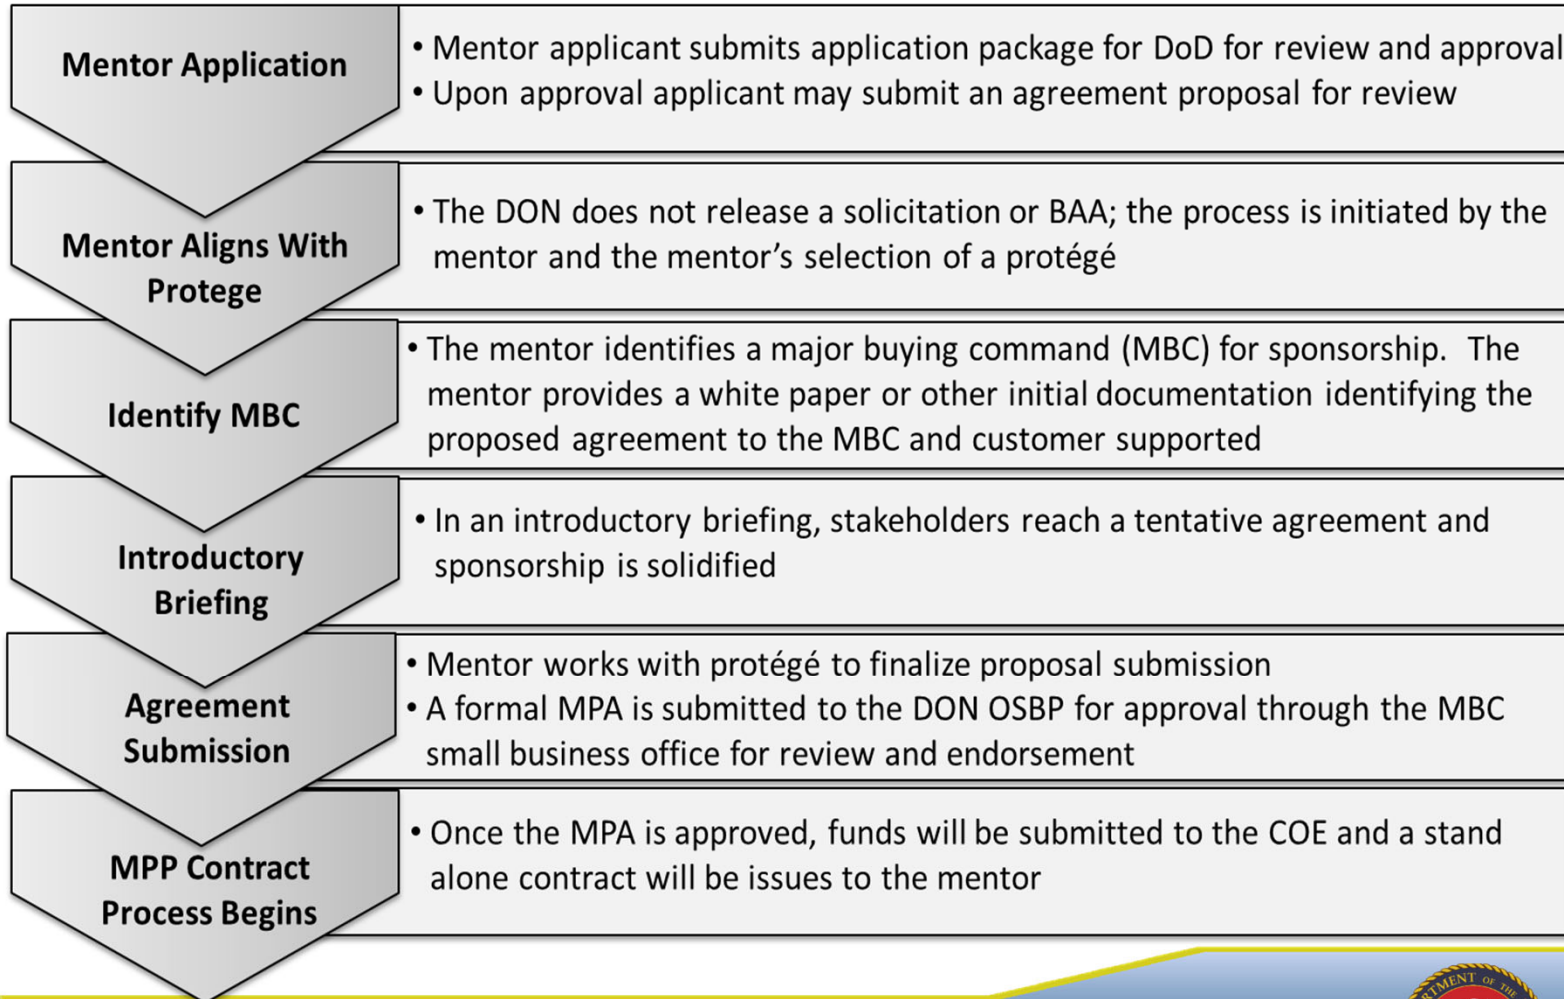 Mentor Application
• Mentor applicant submits application package for DoD for review and approval
• Upon approval applicant may submit an agreement proposal for review
Mentor Aligns With
Protege
• The DON does not release a solicitation or BAA; the process is initiated by the
mentor and the mentor’s selection of a protégé
Identify MBC
• The mentor identifies a major buying command (MBC) for sponsorship. The
mentor provides a white paper or other initial documentation identifying the
proposed agreement to the MBC and customer supported
Introductory
Briefing
• In an introductory briefing, stakeholders reach a tentative agreement and
sponsorship is solidified
Agreement
Submission
• Mentor works with protégé to finalize proposal submission
• A formal MPA is submitted to the DON OSBP for approval through the MBC
small business office for review and endorsement
MPP Contract
Process Begins
• Once the MPA is approved, funds will be submitted to the COE and a stand
alone contract will be issues to the mentor
OF THE